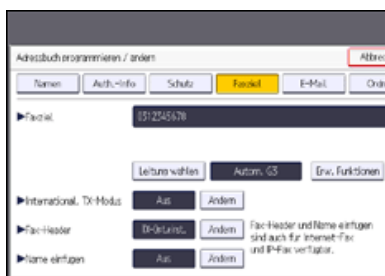 Adressbuch programmieren / ändern
Abbrec
Namen Auth.-Info Schutz Faxziel E-Mail Ordn
▶Faxziel 0312345678
Leitung wählen Autom. G3 Erw. Funktionen
▶International. TX-Modus Aus Ändern
▶Fax-Header Ändern Fax-Header und Name einfügen
sind auch für Internet-Fax
und IP-Fax verfügbar.
▶Name einfügen Aus Ändern